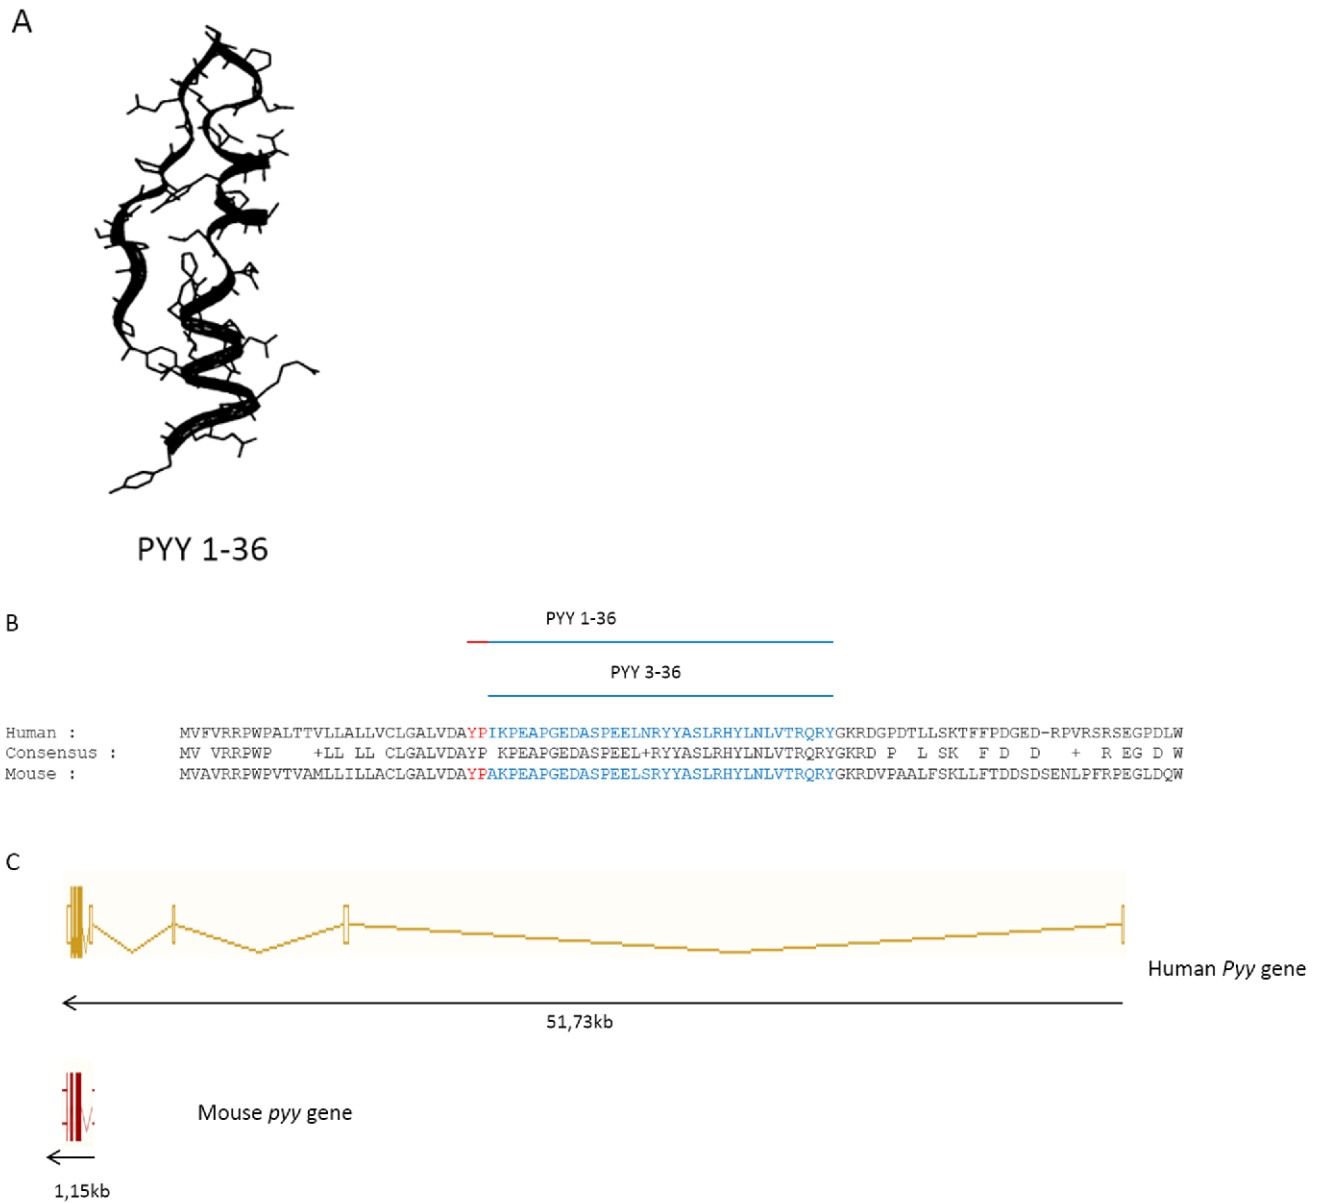 A
PYY 1-36
B
PYY 1-36
PYY 3-36
Human : MVFVRRPWPALTTVLLALLVCLGALVDAYPIKPEAPGEDASPEELNRYYASLRHYLNLVTRQRYGKRDGPDTLLSKTFFPDGED-RPVRSRSEGPDLW
Consensus : MV VRRPWP    +LL LL CLGALVDAYP KPEAPGEDASPEEL+RYYASLRHYLNLVTRQRYGKRD P  L SK  F D  D   +  R EG D W
Mouse : MVAVRRPWPVTVAMLLILLACLGALVDAYPAKPEAPGEDASPEELSRYYASLRHYLNLVTRQRYGKRDVPAALFSKLLFTDDSDSENLPFRPEGLDQW
C
Human Pyy gene
51,73kb
Mouse pyy gene
1,15kb